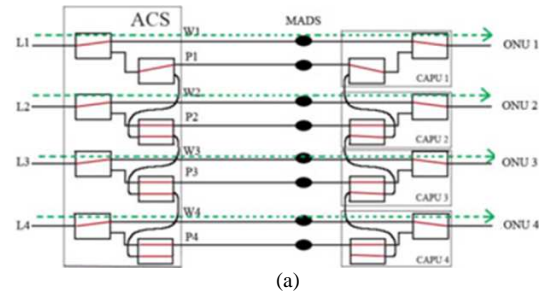 ACS
MADS
L1
W1
ONU 1
P1
CAPU 1
L2
W2
ONU 2
P2
CAPU 2
L3
W3
ONU 3
P3
CAPU 3
L4
W4
ONU 4
P4
CAPU 4
(a)